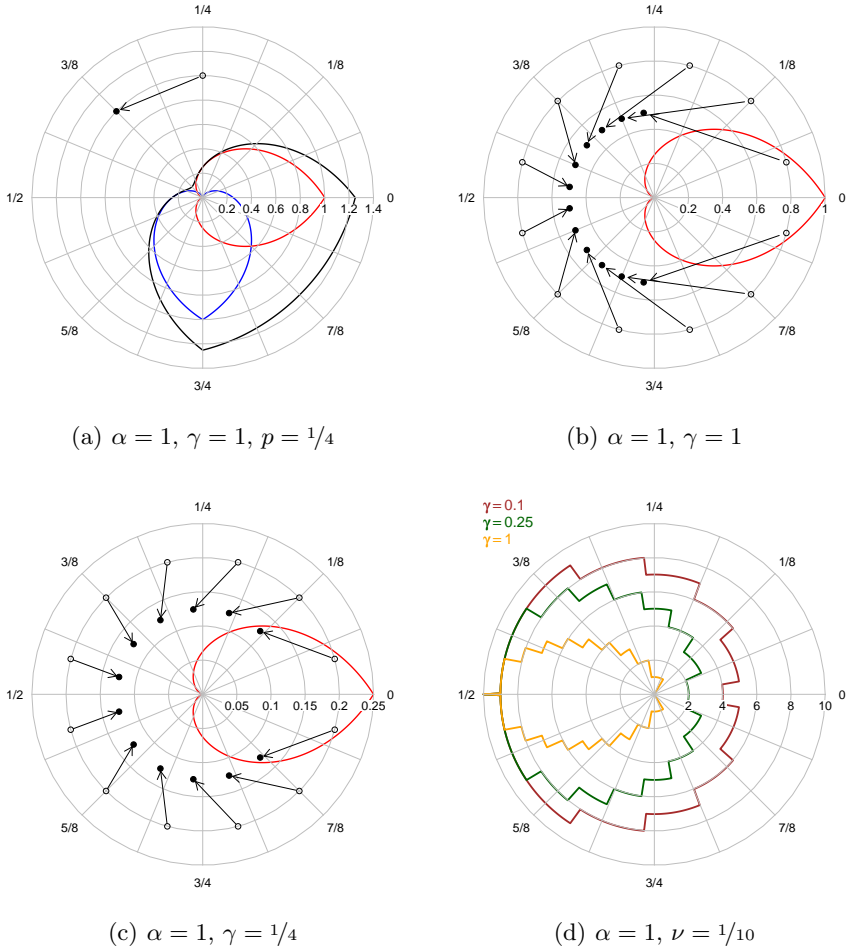 1/4
1/4
3/8
1/8
3/8
1/8
1/2
0
1/2
0
0.2 0.4 0.6 0.8 1 1.2 1.4
0.2 0.4 0.6 0.8 1
5/8
7/8
5/8
7/8
3/4
3/4
(a) α = 1, γ = 1, p = 1/4
(b) α = 1, γ = 1
γ = 0.1
γ = 0.25
γ = 1
1/4
1/4
3/8
1/8
3/8
1/8
1/2
0
1/2
0
0.05 0.1 0.15 0.2 0.25
2 4 6 8 10
5/8
7/8
5/8
7/8
3/4
3/4
(c) α = 1, γ = 1/4
(d) α = 1, ν = 1/10